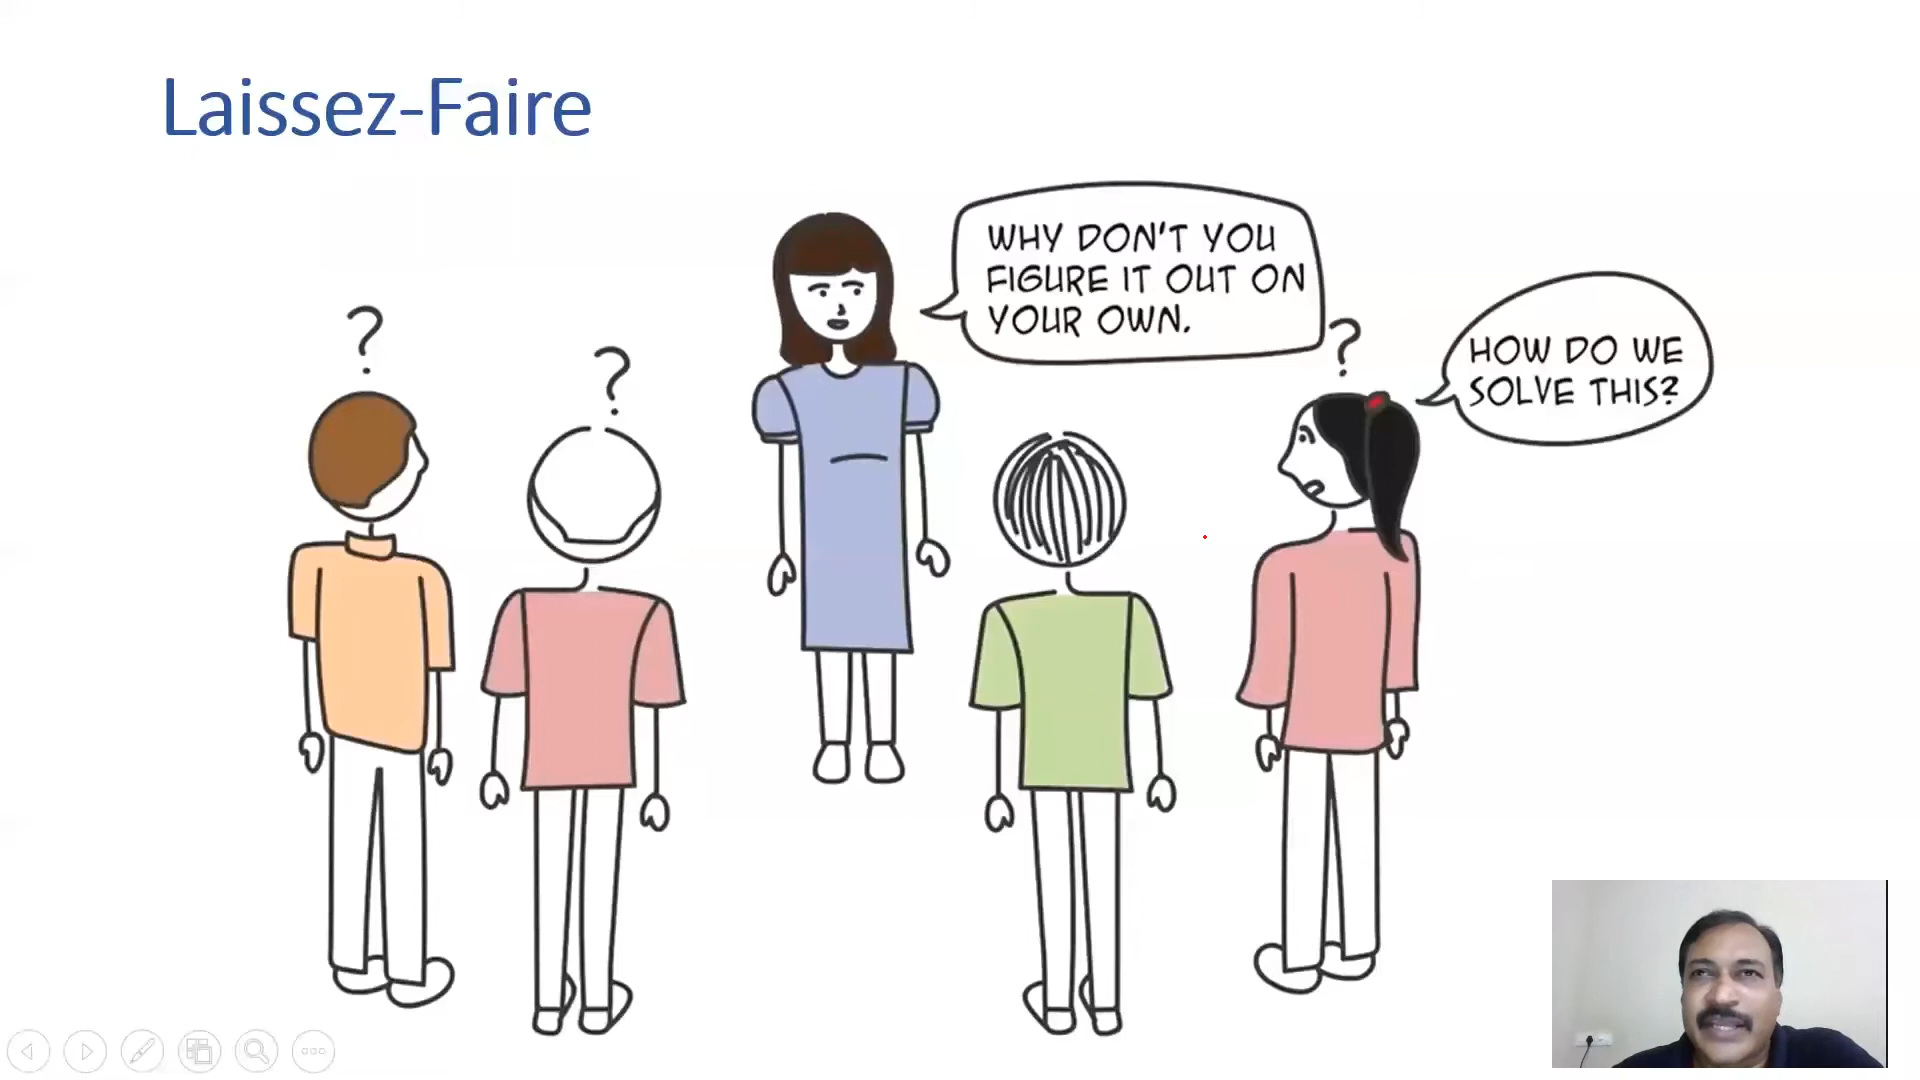 Laissez-Faire
WHY DON'T YOU
FIGURE IT OUT ON
YOUR OWN.
?
?
?
HOW DO WE
SOLVE THIS?